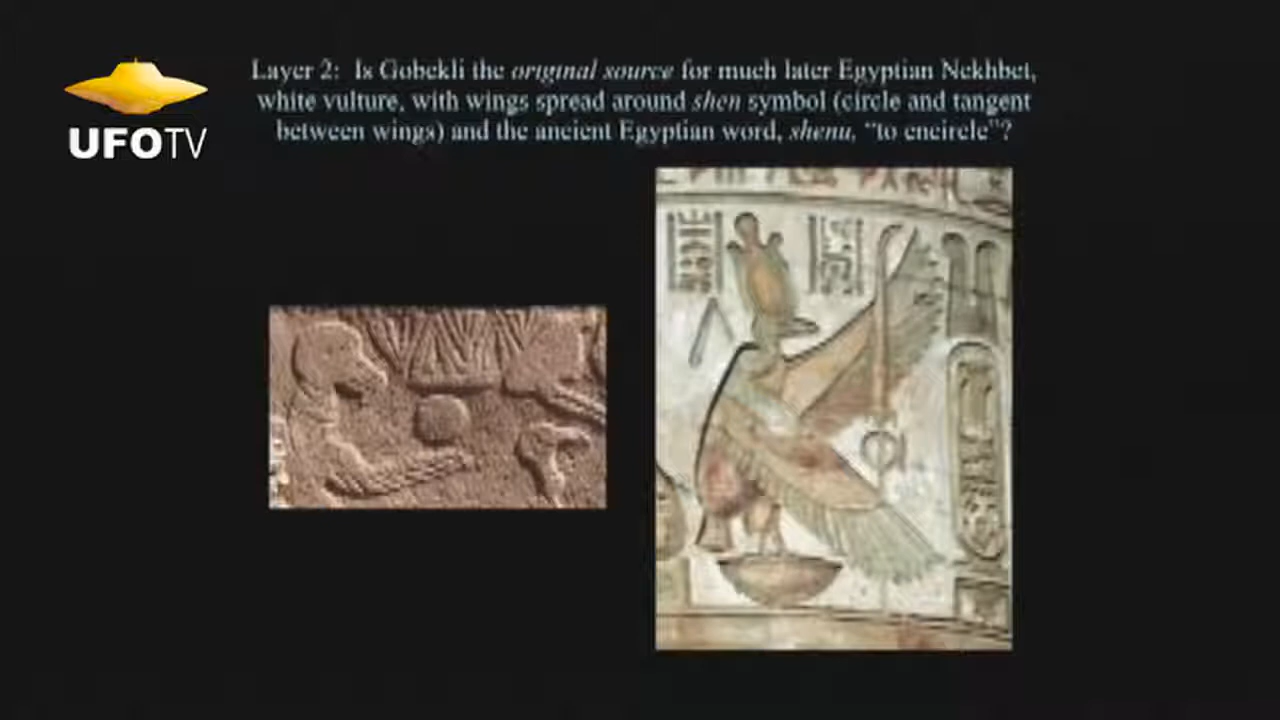 UFOTV
Layer 2: Is Gobekli the original source for much later Egyptian Nekhbet,
white vulture, with wings spread around shen symbol (circle and tangent
between wings) and the ancient Egyptian word, shenu, “to encircle”?